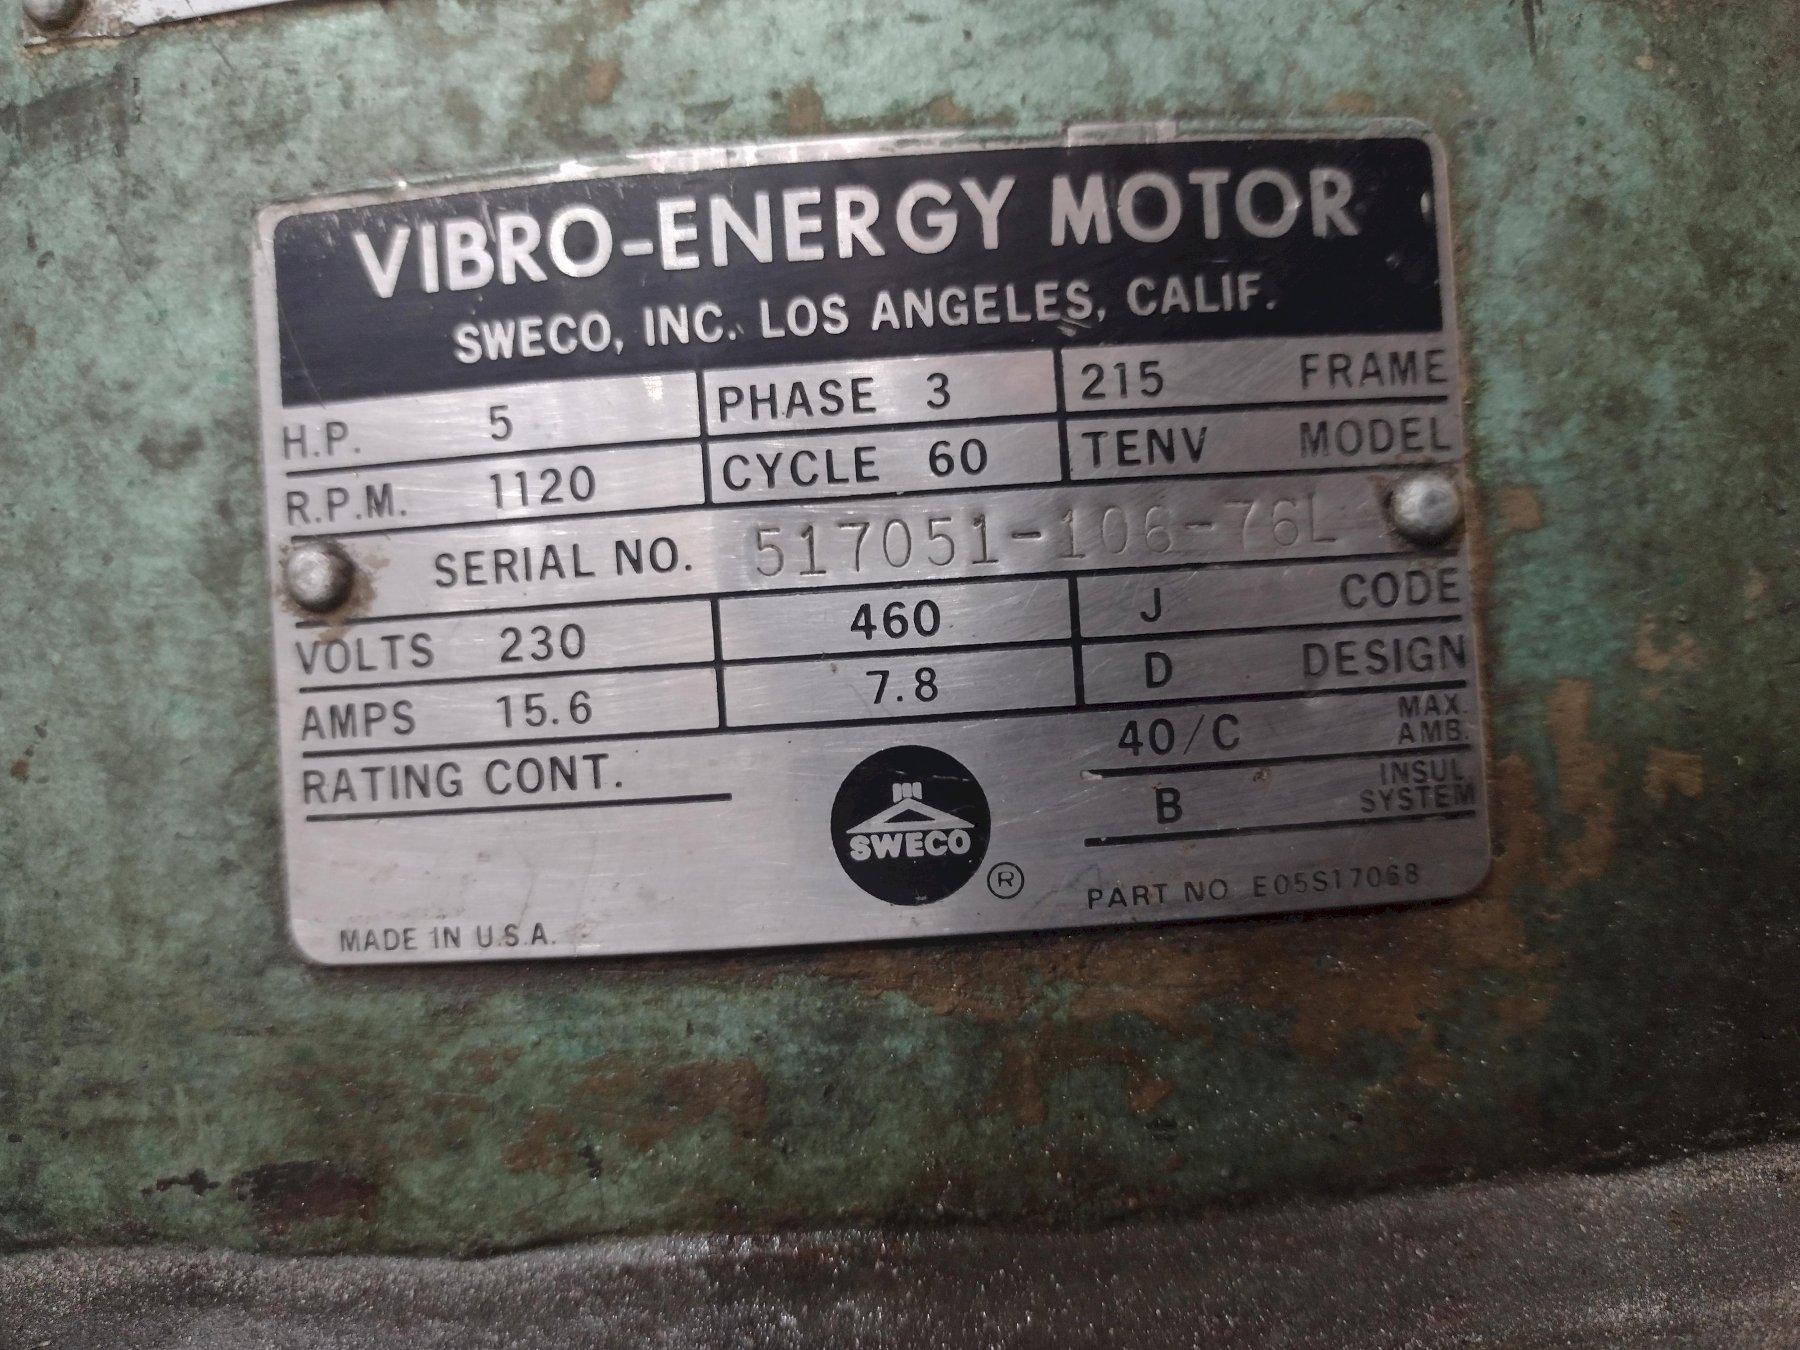 VIBRO-ENERGY MOTOR
SWECO, INC. LOS ANGELES, CALIF.
H.P. 5 PHASE 3 215 FRAME
R.P.M. 1120 CYCLE 60 TENV MODEL
SERIAL NO. 517051-106-76L
VOLTS 230 460 J CODE
AMPS 15.6 7.8 D DESIGN
RATING CONT. 40/C MAX. AMB.
B INSUL. SYSTEM
SWECO
®
PART NO E05S17068
MADE IN U.S.A.